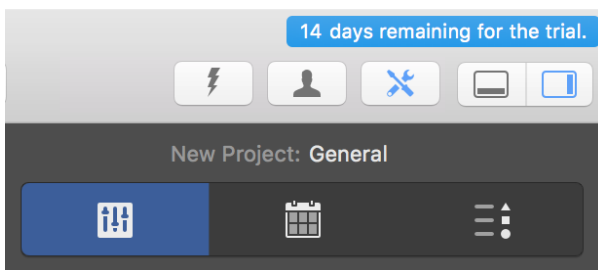 14 days remaining for the trial.
New Project: General